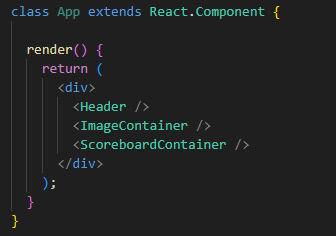 class App extends React.Component {
render() {
return (
<div>
<Header />
<ImageContainer />
<ScoreboardContainer />
</div>
);
}
}